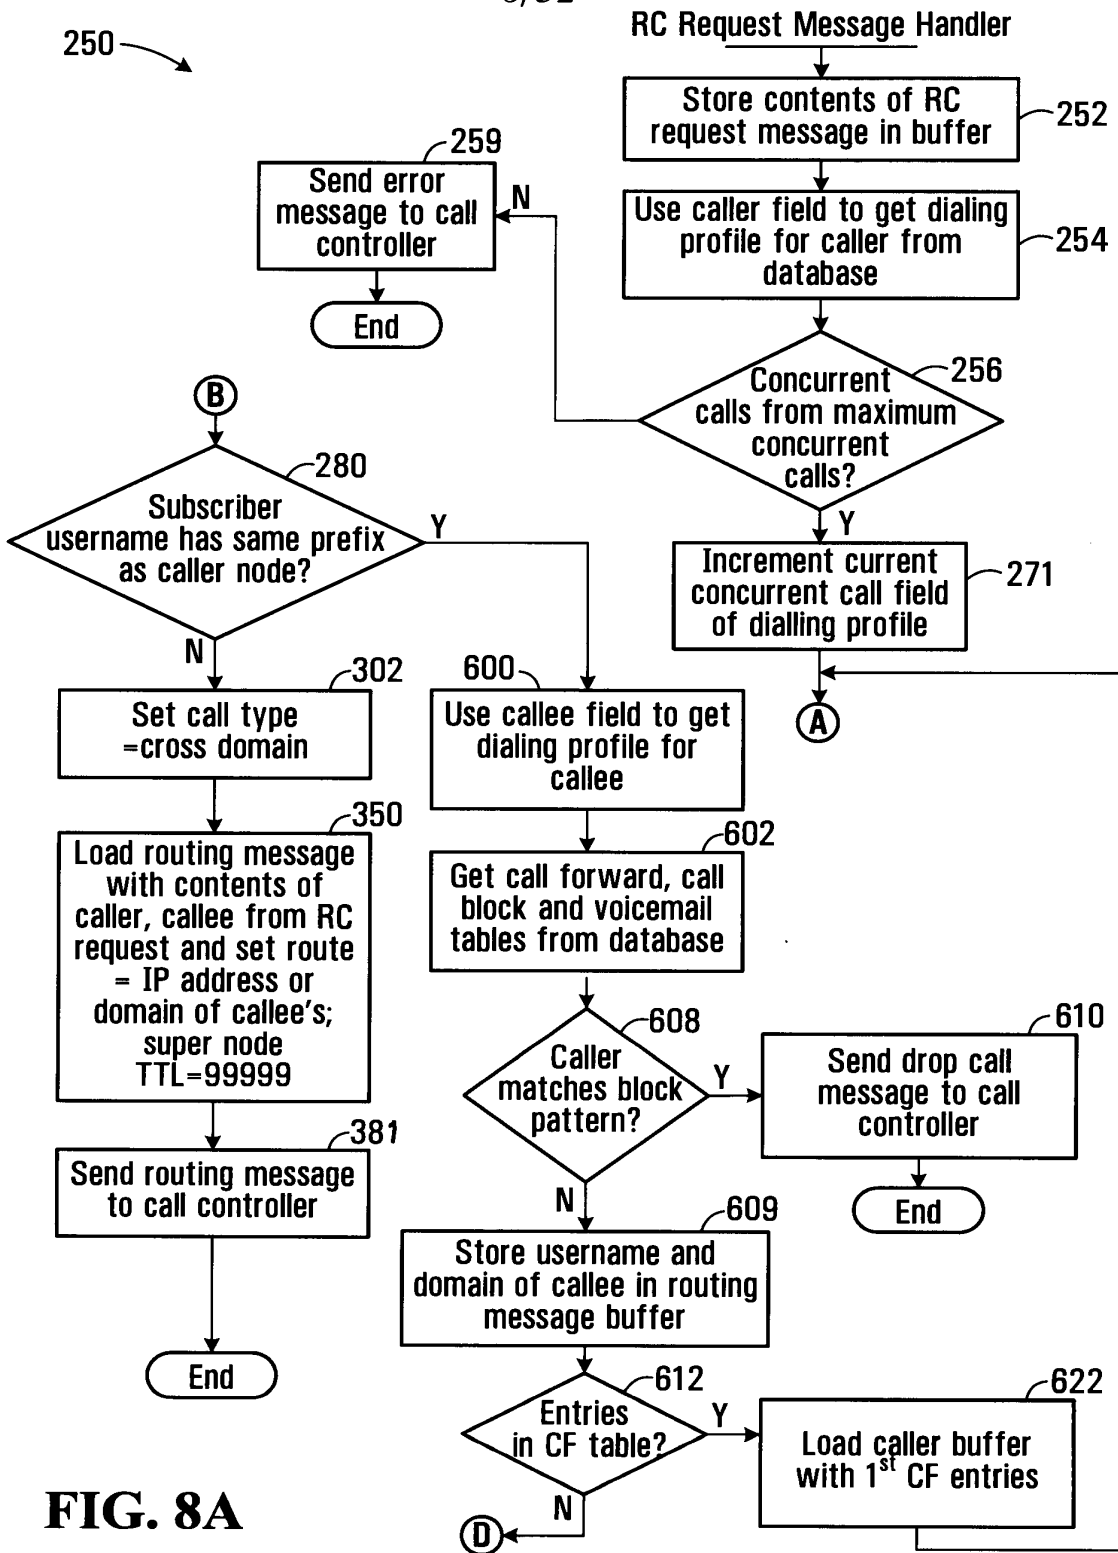 RC Request Message Handler
250
Store contents of RC
request message in buffer
252
Use caller field to get dialing
profile for caller from
database
254
259
Send error
message to call
controller
N
End
Concurrent
calls from maximum
concurrent
calls?
256
Y
Increment current
concurrent call field
of dialling profile
271
A
B
280
Subscriber
username has same prefix
as caller node?
Y
N
302
Set call type
=cross domain
350
Load routing message
with contents of
caller, callee from RC
request and set route
= IP address or
domain of callee's;
super node
TTL=99999
381
Send routing message
to call controller
End
600
Use callee field to get
dialing profile for
callee
602
Get call forward, call
block and voicemail
tables from database
608
Caller
matches block
pattern?
Y
610
Send drop call
message to call
controller
End
N
609
Store username and
domain of callee in routing
message buffer
612
Entries
in CF table?
Y
622
Load caller buffer
with 1st CF entries
N
D
FIG. 8A